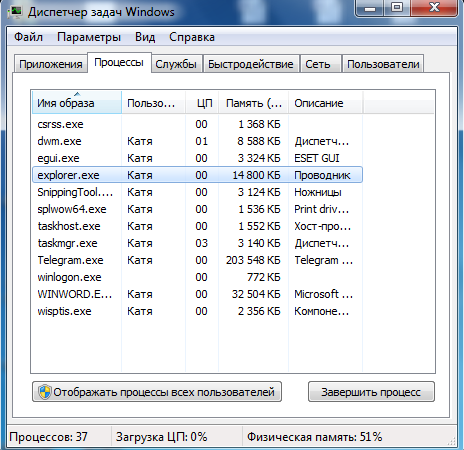 Диспетчер задач Windows
Файл Параметры Вид Справка
Приложения Процессы Службы Быстродействие Сеть Пользователи
Имя образа Пользо... ЦП Память (... Описание
csrss.exe 00 1 368 КБ
dwm.exe Катя 01 8 588 КБ Диспетч...
egui.exe Катя 00 3 324 КБ ESET GUI
explorer.exe Катя 00 14 800 КБ Проводник
SnippingTool.... Катя 00 3 124 КБ Ножницы
splwow64.exe Катя 00 1 536 КБ Print driv...
taskhost.exe Катя 00 1 552 КБ Хост-про...
taskmgr.exe Катя 03 3 140 КБ Диспетч...
Telegram.exe Катя 00 203 548 КБ Telegram ...
winlogon.exe 00 772 КБ
WINWORD.E... Катя 00 32 504 КБ Microsoft ...
wisptis.exe Катя 00 2 356 КБ Компоне...
Отображать процессы всех пользователей Завершить процесс
Процессов: 37 Загрузка ЦП: 0% Физическая память: 51%